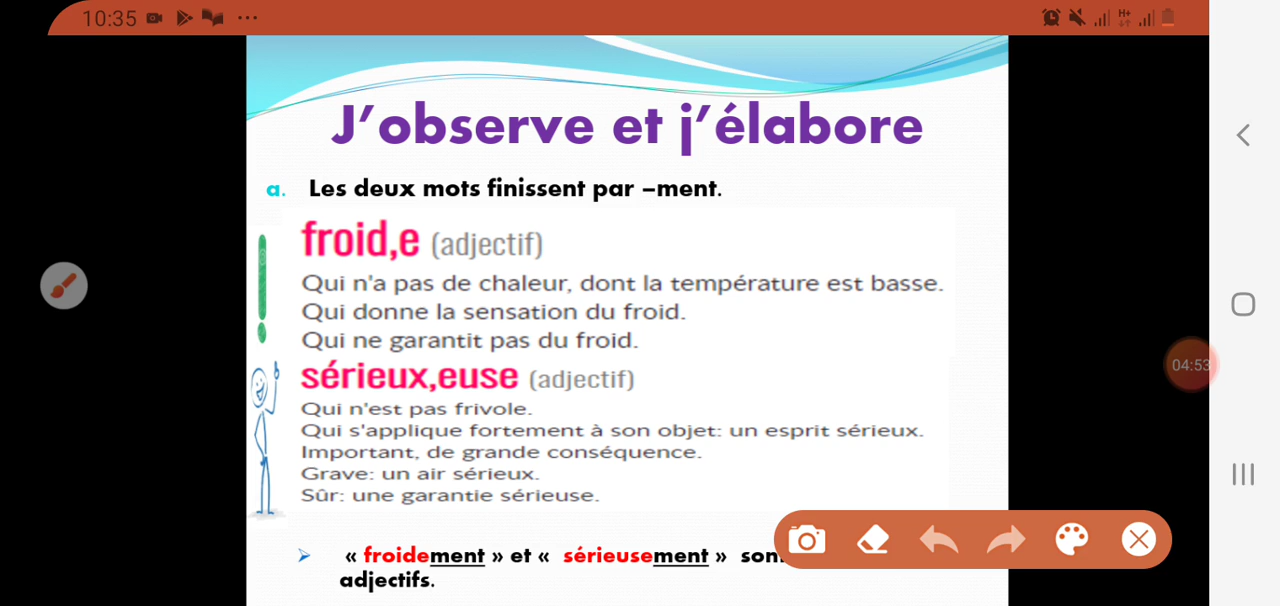 10:35
H+
J'observe et j'élabore
a. Les deux mots finissent par –ment.
froid,e (adjectif)
Qui n'a pas de chaleur, dont la température est basse.
Qui donne la sensation du froid.
Qui ne garantit pas du froid.
sérieux,euse (adjectif)
Qui n'est pas frivole.
Qui s'applique fortement à son objet: un esprit sérieux.
Important, de grande conséquence.
Grave: un air sérieux.
Sûr: une garantie sérieuse.
04:53
➢ « froidement » et « sérieusement »
adjectifs.